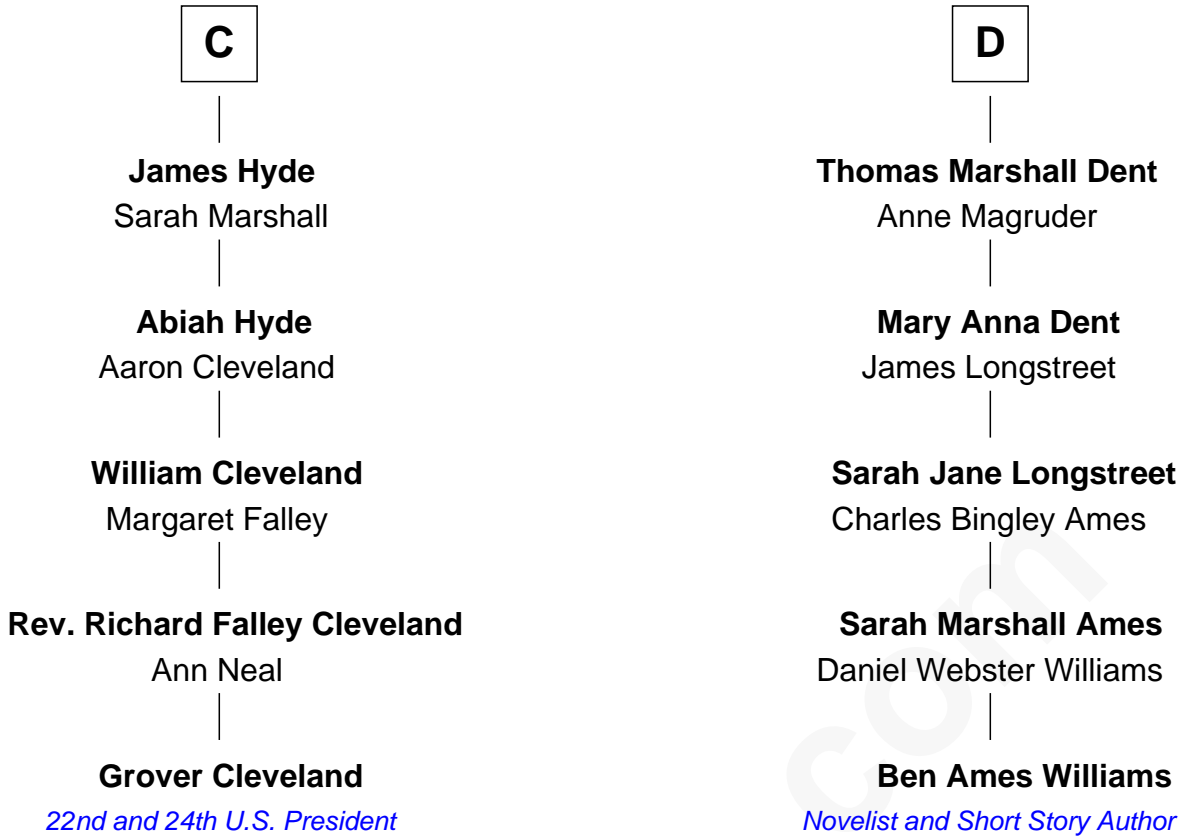 C
James Hyde
Sarah Marshall
Abiah Hyde
Aaron Cleveland
William Cleveland
Margaret Falley
Rev. Richard Falley Cleveland
Ann Neal
Grover Cleveland
22nd and 24th U.S. President
D
Thomas Marshall Dent
Anne Magruder
Mary Anna Dent
James Longstreet
Sarah Jane Longstreet
Charles Bingley Ames
Sarah Marshall Ames
Daniel Webster Williams
Ben Ames Williams
Novelist and Short Story Author
com